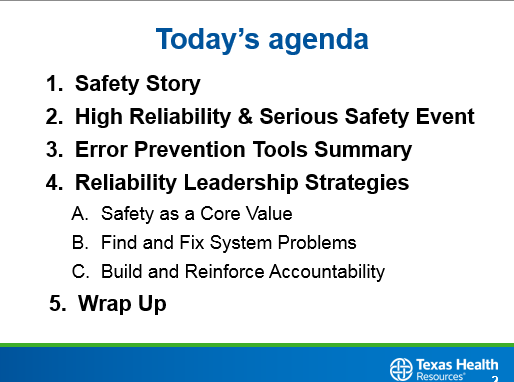 Today's agenda
1. Safety Story
2. High Reliability & Serious Safety Event
3. Error Prevention Tools Summary
4. Reliability Leadership Strategies
A. Safety as a Core Value
B. Find and Fix System Problems
C. Build and Reinforce Accountability
5. Wrap Up
Texas Health
Resources®
2